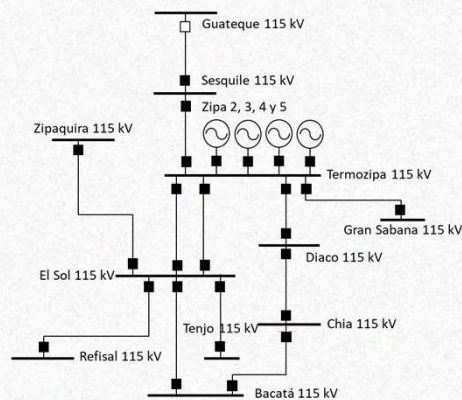 Guateque 115 kV
Sesquile 115 kV
Zipa 2, 3, 4 y 5
Zipaquira 115 kV
Termozipa 115 kV
Gran Sabana 115 kV
Diaco 115 kV
El Sol 115 kV
Tenjo 115 kV
Chia 115 kV
Refisal 115 kV
Bacatá 115 kV